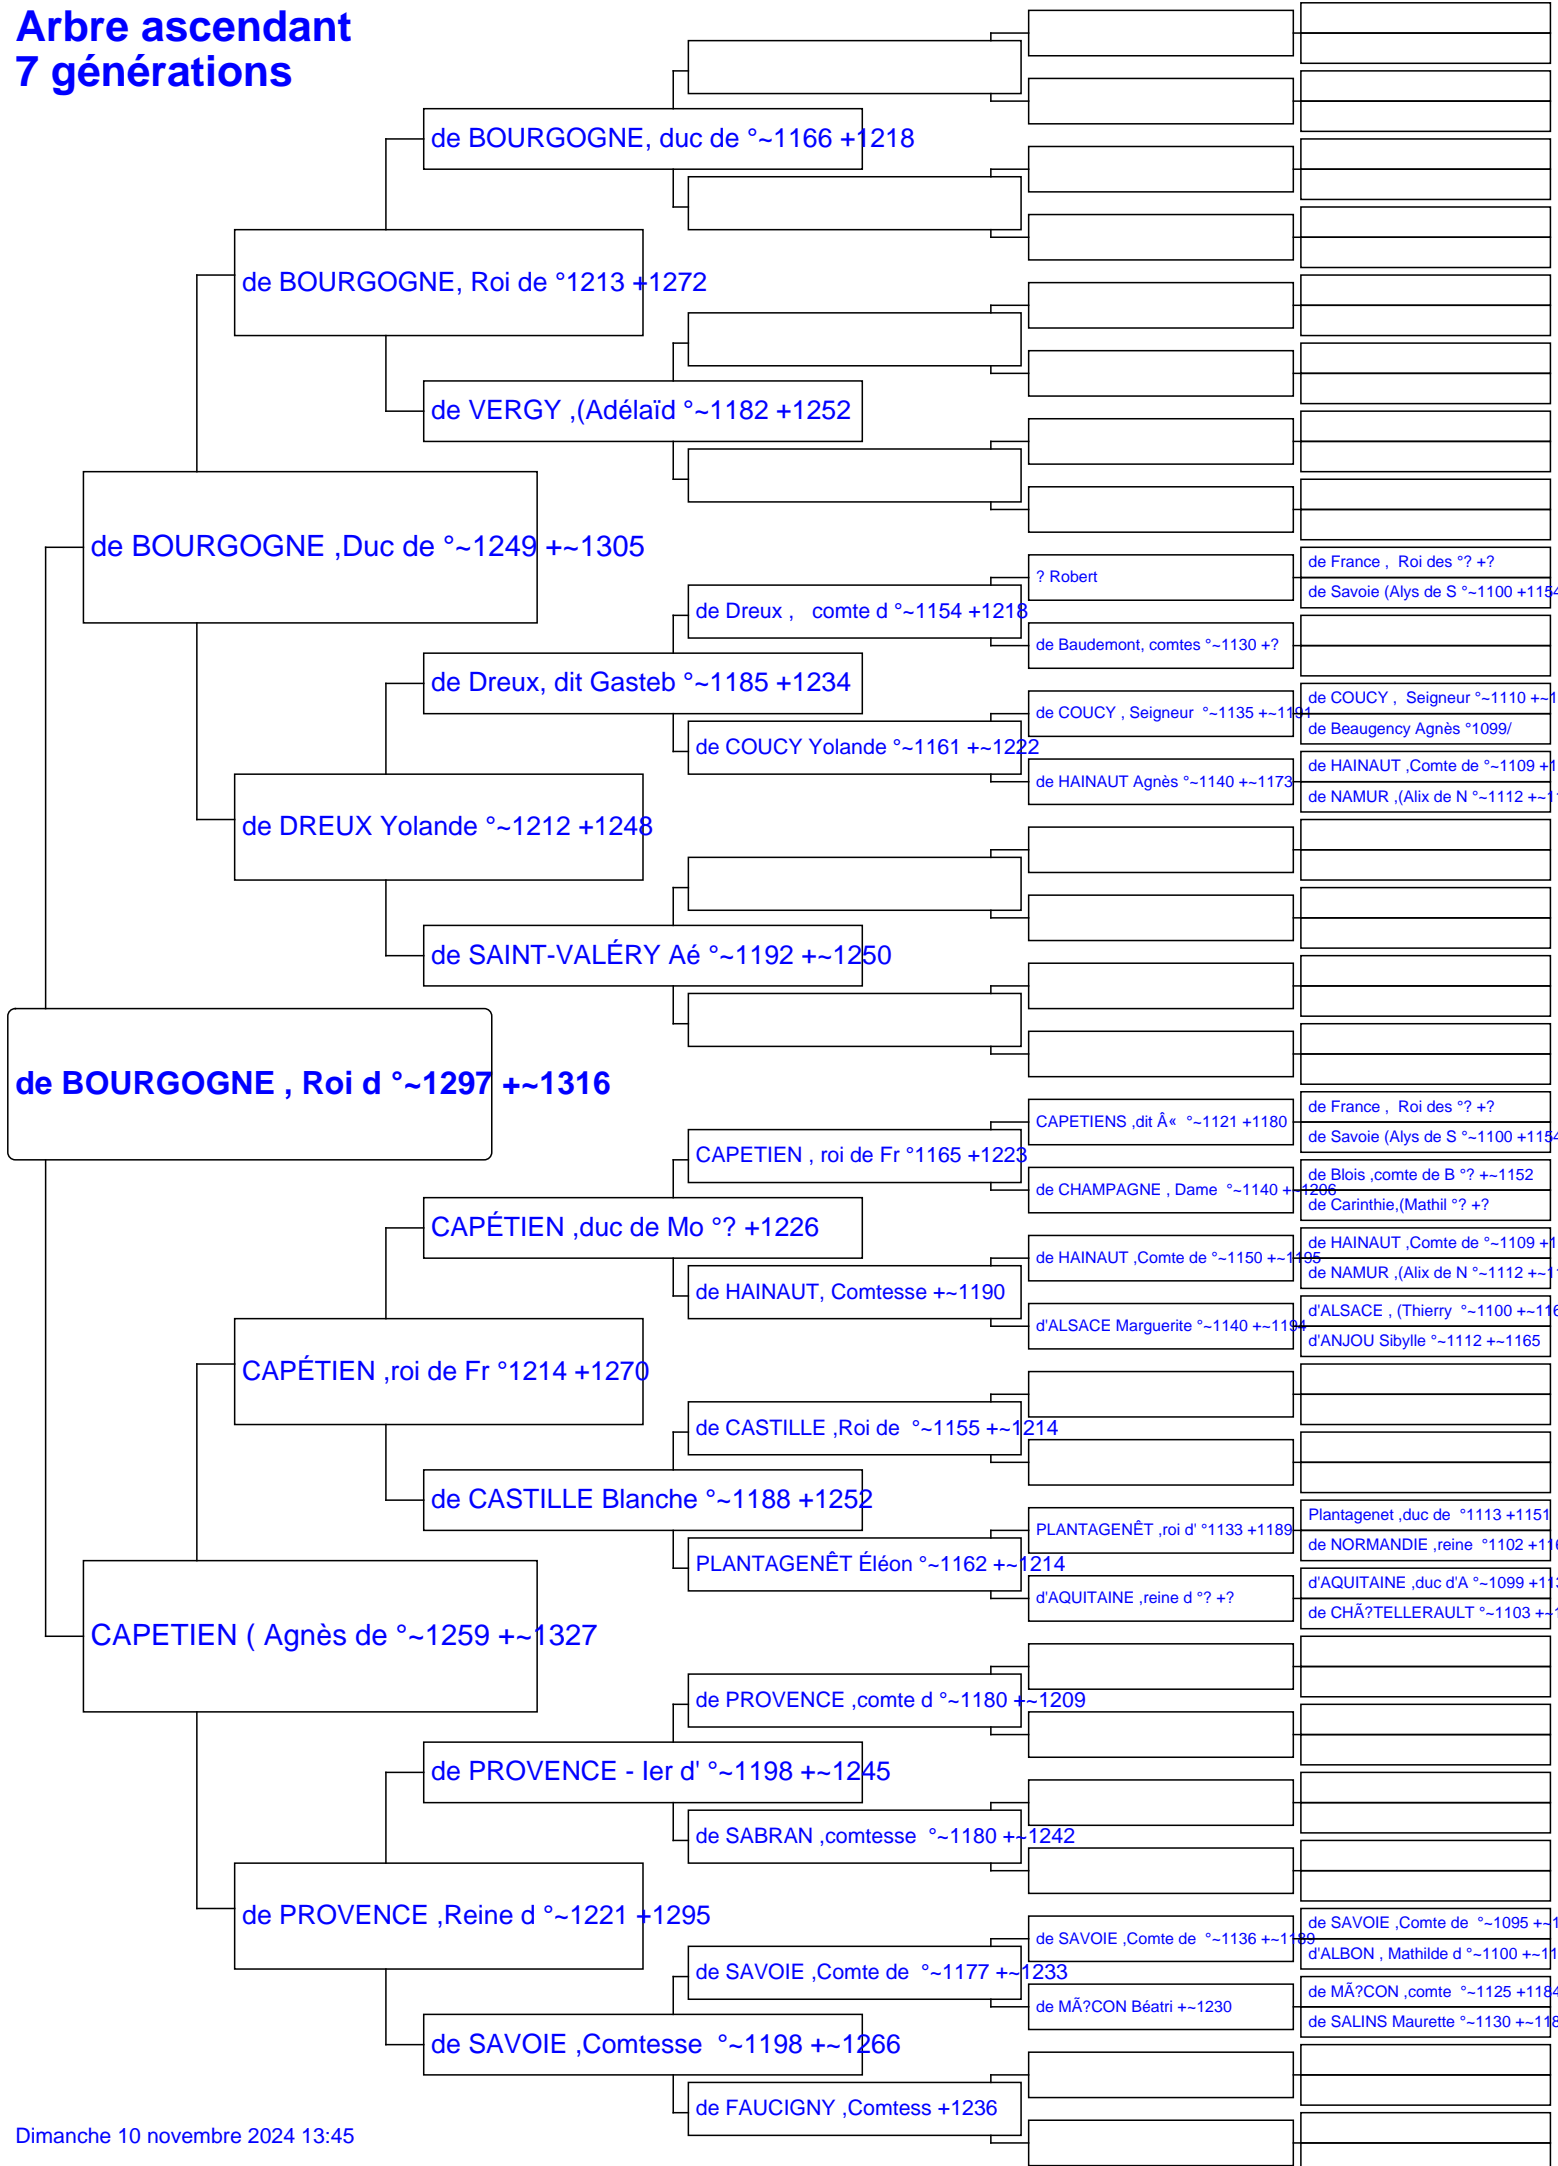 Arbre ascendant
7 générations
de BOURGOGNE, duc de °~1166 +1218
de BOURGOGNE, Roi de °1213 +1272
de VERGY ,(Adélaïd °~1182 +1252
de BOURGOGNE ,Duc de °~1249 +~1305
? Robert
de France ,  Roi des °? +?
de Savoie (Alys de S °~1100 +1154
de Dreux ,   comte d °~1154 +1218
de Baudemont, comtes °~1130 +?
de Dreux, dit Gasteb °~1185 +1234
de COUCY , Seigneur  °~1135 +~1191
de COUCY ,  Seigneur °~1110 +~1
de Beaugency Agnès °1099/
de COUCY Yolande °~1161 +~1222
de HAINAUT Agnès °~1140 +~1173
de HAINAUT ,Comte de °~1109 +1
de NAMUR ,(Alix de N °~1112 +~1
de DREUX Yolande °~1212 +1248
de SAINT-VALÉRY Aé °~1192 +~1250
de BOURGOGNE , Roi d °~1297 +~1316
CAPETIENS ,dit Â«  °~1121 +1180
de France ,  Roi des °? +?
de Savoie (Alys de S °~1100 +1154
CAPETIEN , roi de Fr °1165 +1223
de CHAMPAGNE , Dame  °~1140 +~1206
de Blois ,comte de B °? +~1152
de Carinthie,(Mathil °? +?
CAPÉTIEN ,duc de Mo °? +1226
de HAINAUT ,Comte de °~1150 +~1195
de HAINAUT ,Comte de °~1109 +1
de NAMUR ,(Alix de N °~1112 +~1
de HAINAUT, Comtesse +~1190
d'ALSACE Marguerite °~1140 +~1194
d'ALSACE , (Thierry  °~1100 +~116
d'ANJOU Sibylle °~1112 +~1165
CAPÉTIEN ,roi de Fr °1214 +1270
de CASTILLE ,Roi de  °~1155 +~1214
de CASTILLE Blanche °~1188 +1252
PLANTAGENÊT ,roi d' °1133 +1189
Plantagenet ,duc de  °1113 +1151
de NORMANDIE ,reine  °1102 +116
PLANTAGENÊT Éléon °~1162 +~1214
d'AQUITAINE ,reine d °? +?
d'AQUITAINE ,duc d'A °~1099 +113
de CHÃ?TELLERAULT °~1103 +~1
CAPETIEN ( Agnès de °~1259 +~1327
de PROVENCE ,comte d °~1180 +~1209
de PROVENCE - Ier d' °~1198 +~1245
de SABRAN ,comtesse  °~1180 +~1242
de PROVENCE ,Reine d °~1221 +1295
de SAVOIE ,Comte de  °~1136 +~1189
de SAVOIE ,Comte de  °~1095 +~1
d'ALBON , Mathilde d °~1100 +~11
de SAVOIE ,Comte de  °~1177 +~1233
de MÃ?CON Béatri +~1230
de MÃ?CON ,comte  °~1125 +1184
de SALINS Maurette °~1130 +~118
de SAVOIE ,Comtesse  °~1198 +~1266
de FAUCIGNY ,Comtess +1236
Dimanche 10 novembre 2024 13:45